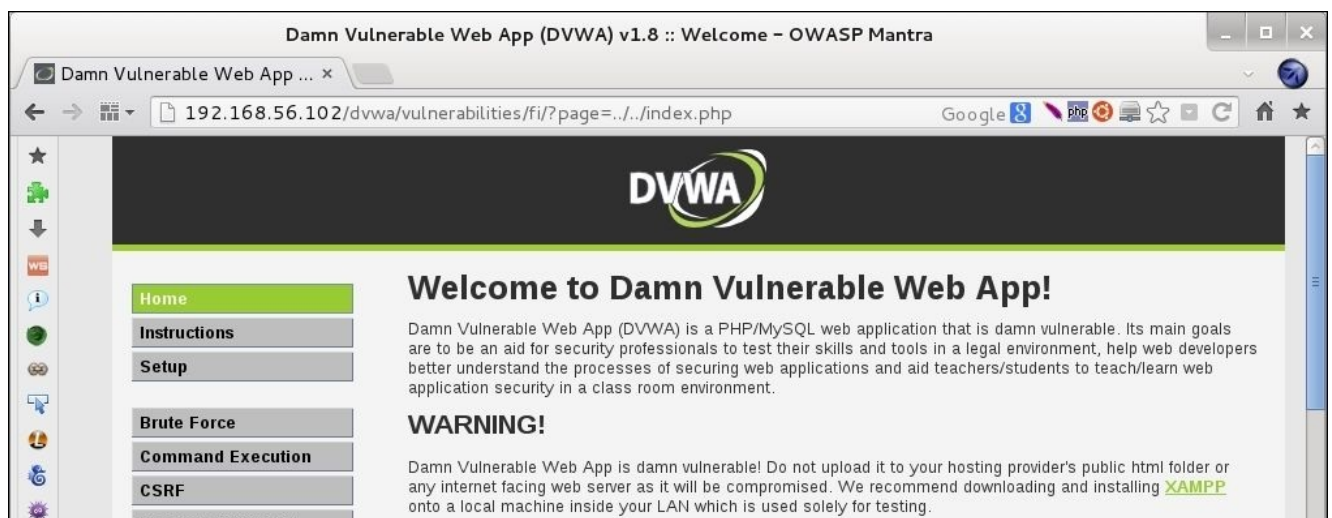 Damn Vulnerable Web App (DVWA) v1.8 :: Welcome – OWASP Mantra
Damn Vulnerable Web App ... ×
192.168.56.102/dvwa/vulnerabilities/fi/?page=../../index.php
Google 8
php
DVWA
WS
Home
Instructions
Setup
Brute Force
Command Execution
CSRF
Welcome to Damn Vulnerable Web App!
Damn Vulnerable Web App (DVWA) is a PHP/MySQL web application that is damn vulnerable. Its main goals
are to be an aid for security professionals to test their skills and tools in a legal environment, help web developers
better understand the processes of securing web applications and aid teachers/students to teach/learn web
application security in a class room environment.
WARNING!
Damn Vulnerable Web App is damn vulnerable! Do not upload it to your hosting provider's public html folder or
any internet facing web server as it will be compromised. We recommend downloading and installing XAMPP
onto a local machine inside your LAN which is used solely for testing.